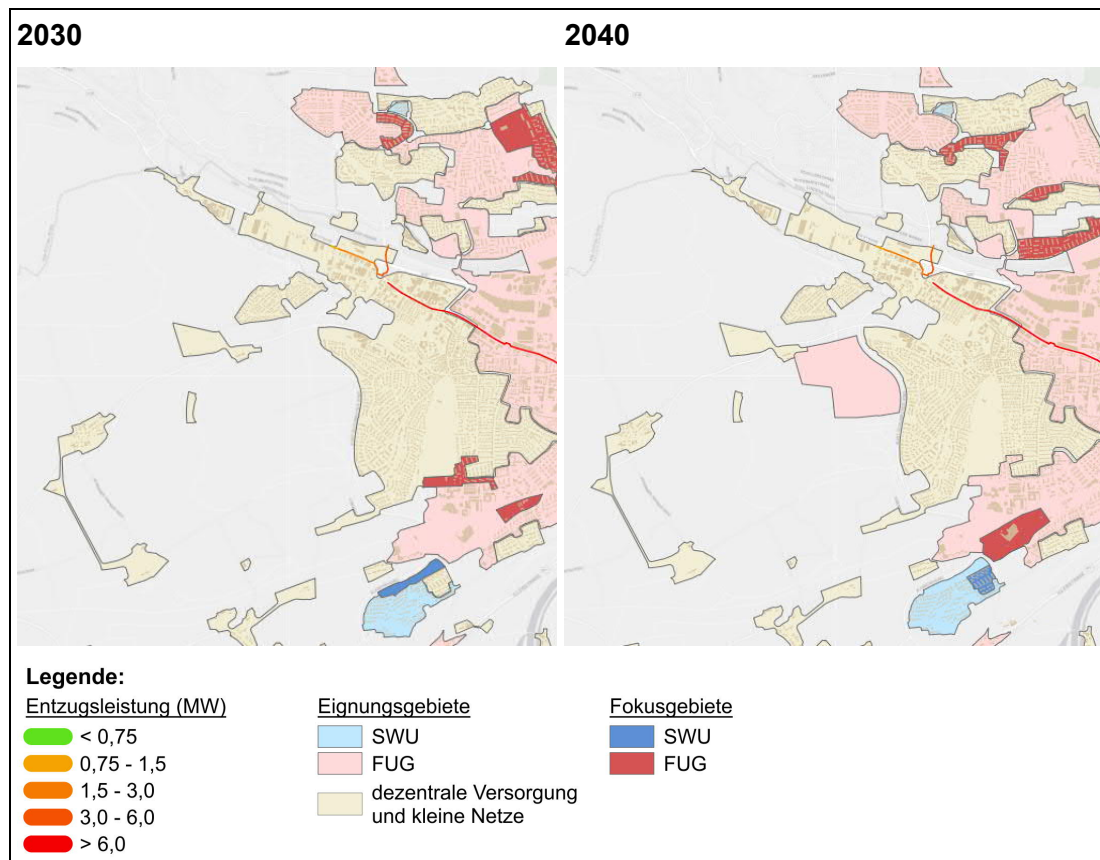 2030
2040
Legende:
Entzugsleistung (MW)
< 0,75
0,75 - 1,5
1,5 - 3,0
3,0 - 6,0
> 6,0
Eignungsgebiete
SWU
FUG
dezentrale Versorgung
und kleine Netze
Fokusgebiete
SWU
FUG